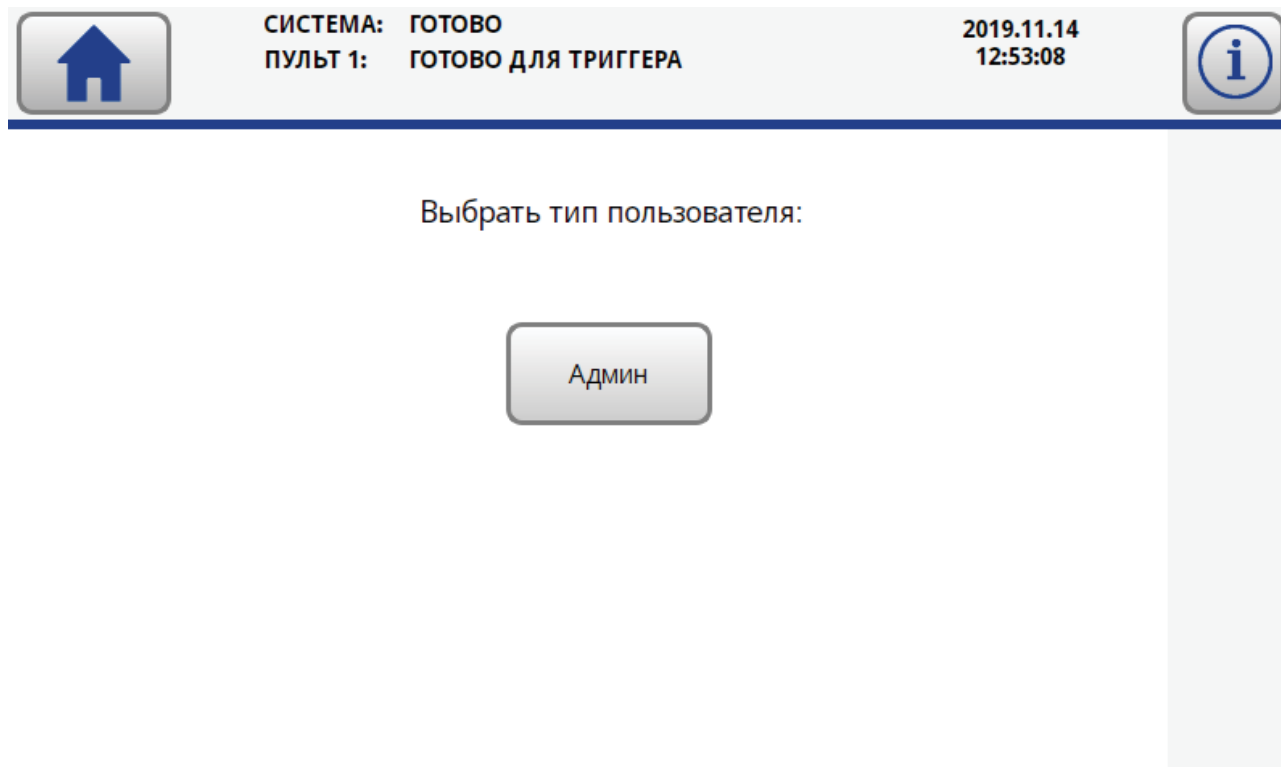 СИСТЕМА: ГОТОВО
ПУЛЬТ 1: ГОТОВО ДЛЯ ТРИГГЕРА
2019.11.14
12:53:08
i
Выбрать тип пользователя:
Админ